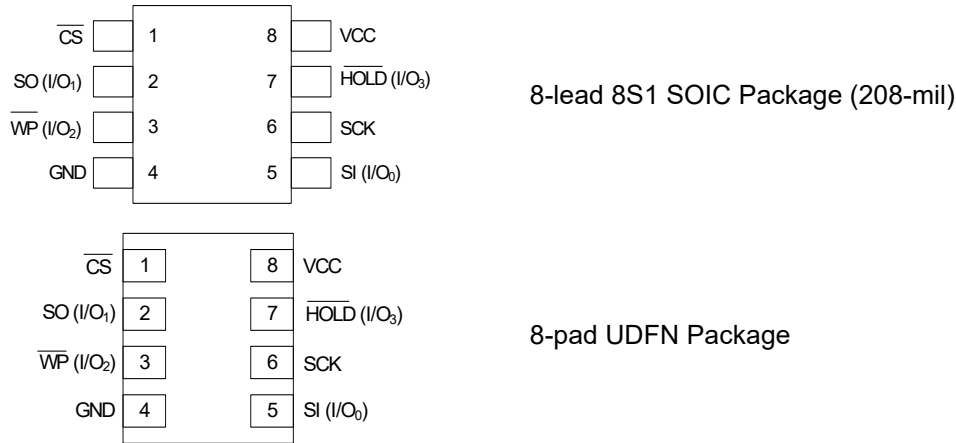 CS 1 8 VCC
SO (I/O₁) 2 7 HOLD (I/O₃)
WP (I/O₂) 3 6 SCK
GND 4 5 SI (I/O₀)
8-lead 8S1 SOIC Package (208-mil)
CS 1 8 VCC
SO (I/O₁) 2 7 HOLD (I/O₃)
WP (I/O₂) 3 6 SCK
GND 4 5 SI (I/O₀)
8-pad UDFN Package